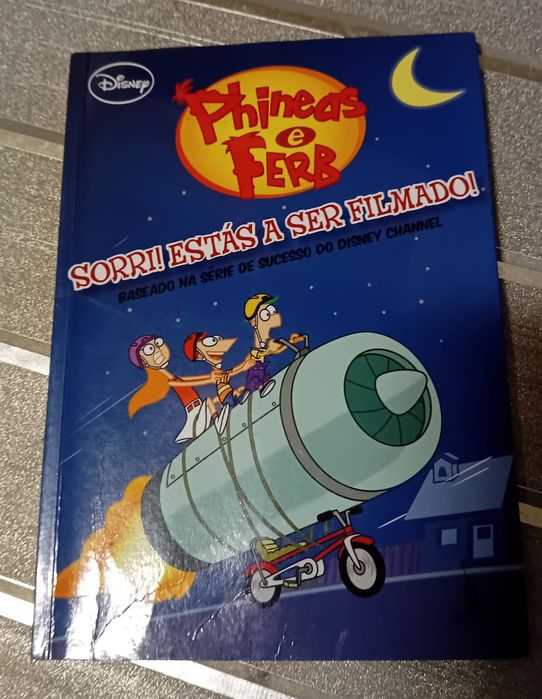 Disney
Phineas
e
FERB
SORRI! ESTÁS A SER FILMADO!
BASEADO NA SÉRIE DE SUCESSO DO DISNEY CHANNEL